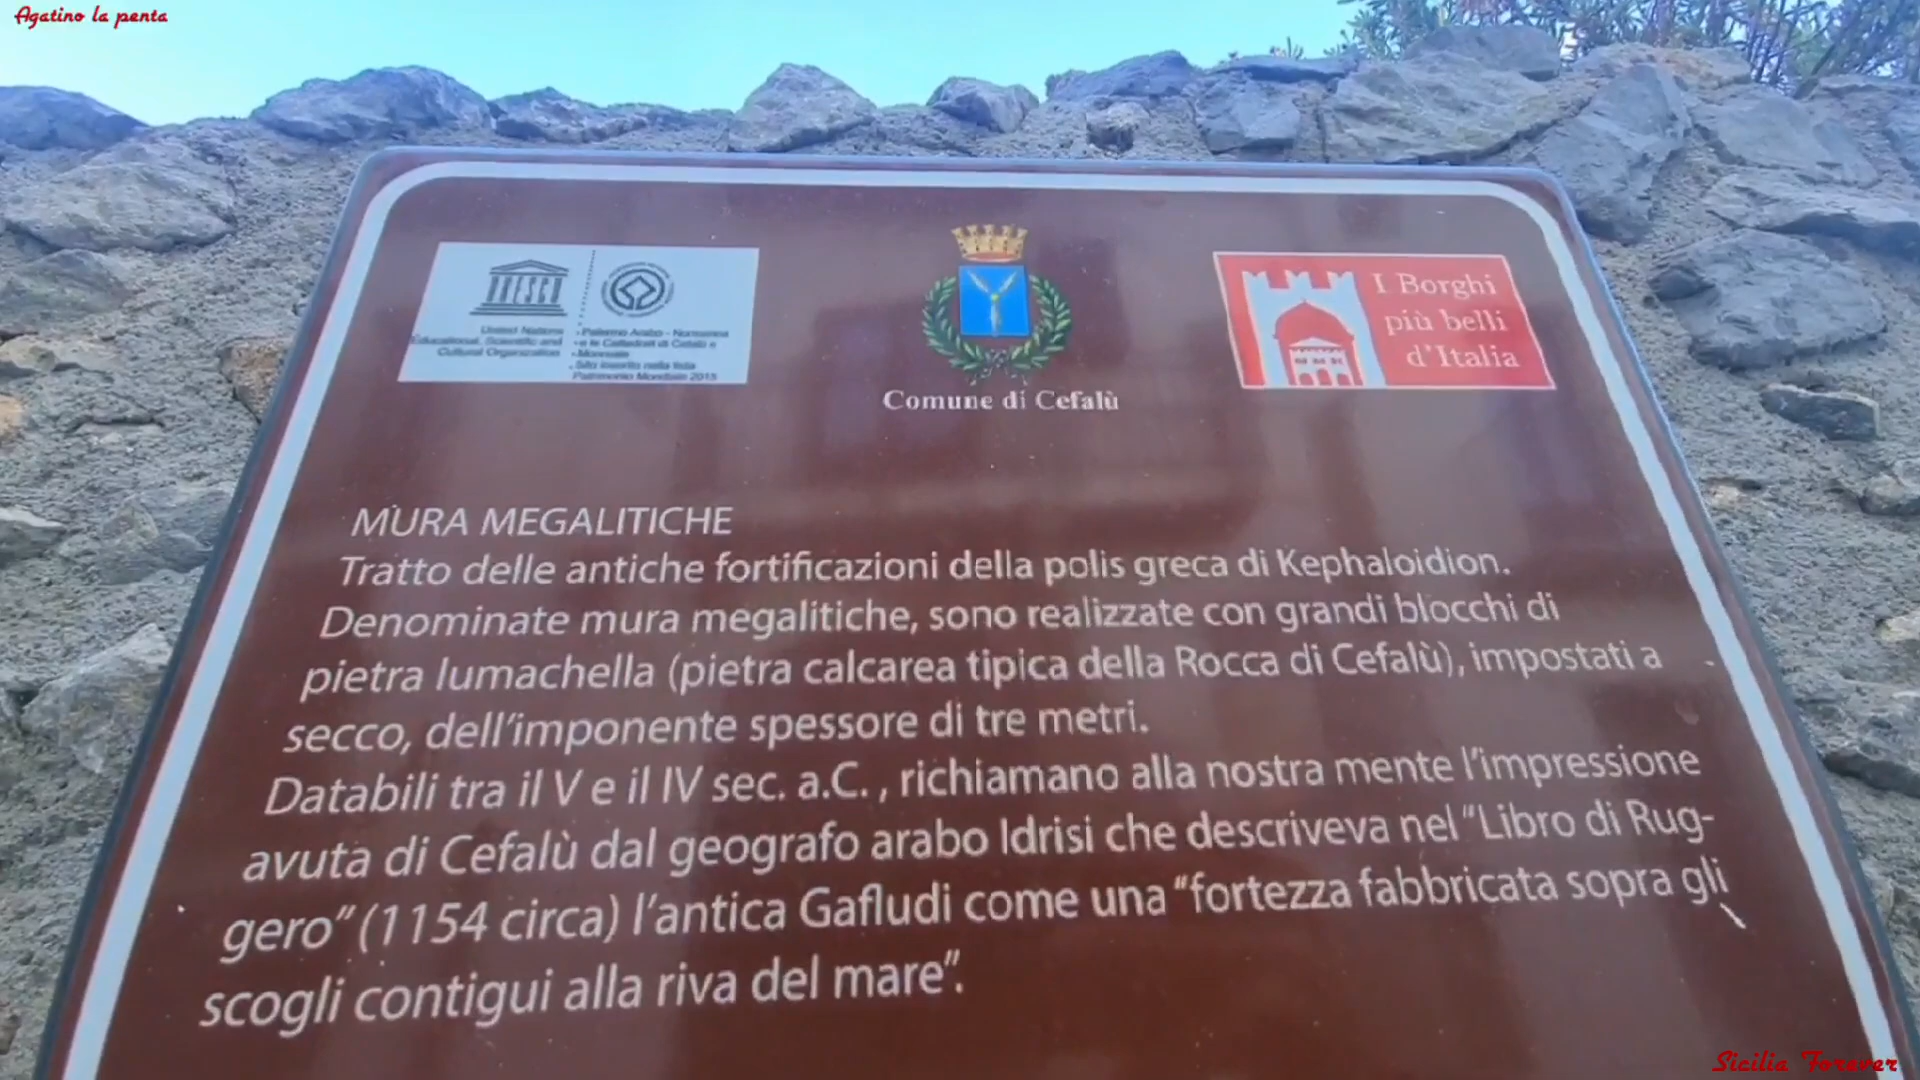 Agatino la penta
UNESCO
United Nations
Educational, Scientific and
Cultural Organization
Palermo Arabo - Normanna
e le Cattedrali di Cefalù e
Monreale
Sito inserito nella lista
Patrimonio Mondiale 2015
Comune di Cefalù
I Borghi
più belli
d'Italia
MURA MEGALITICHE
Tratto delle antiche fortificazioni della polis greca di Kephaloidion.
Denominate mura megalitiche, sono realizzate con grandi blocchi di
pietra lumachella (pietra calcarea tipica della Rocca di Cefalù), impostati a
secco, dell'imponente spessore di tre metri.
Databili tra il V e il IV sec. a.C. , richiamano alla nostra mente l'impressione
avuta di Cefalù dal geografo arabo Idrisi che descriveva nel "Libro di Rug-
gero" (1154 circa) l'antica Gafludi come una "fortezza fabbricata sopra gli
scogli contigui alla riva del mare".
Sicilia Forever